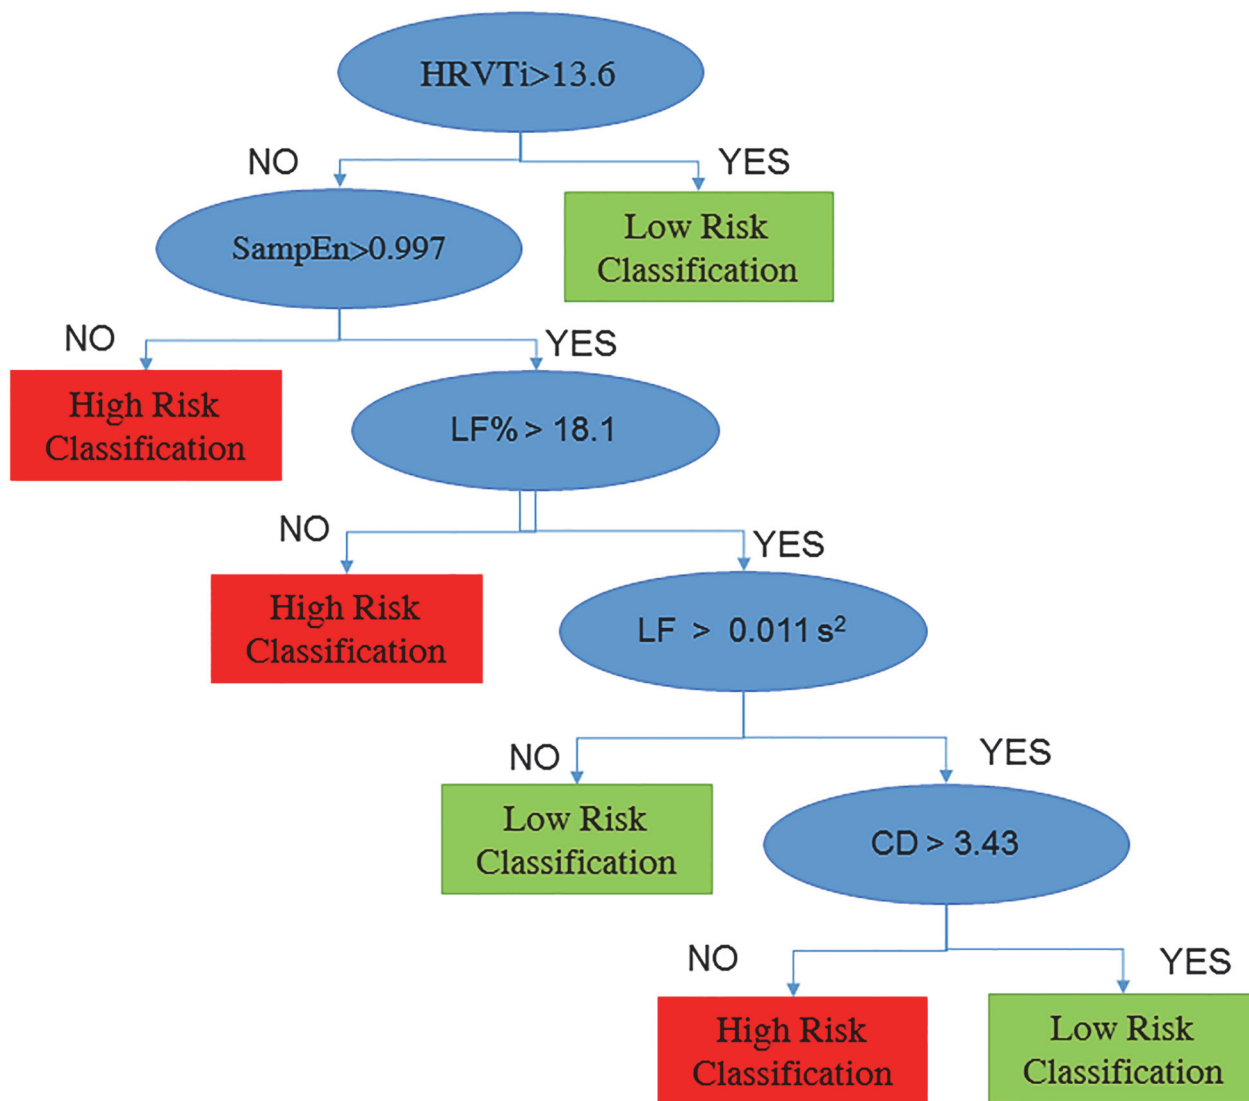 HRVTi>13.6
NO
YES
SampEn>0.997
Low Risk
Classification
NO
YES
High Risk
Classification
LF% > 18.1
NO
YES
High Risk
Classification
LF > 0.011 s²
NO
YES
Low Risk
Classification
CD > 3.43
NO
YES
High Risk
Classification
Low Risk
Classification